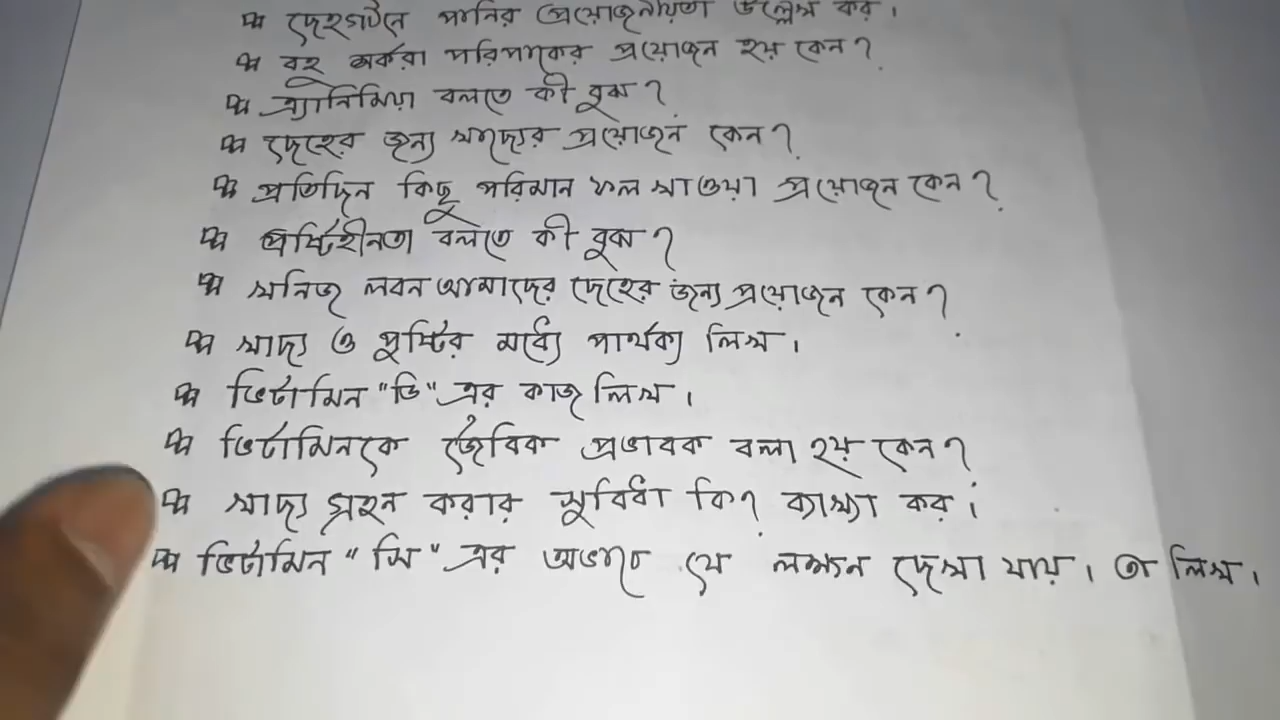 * দেহগঠনে পানির প্রয়োজনীয়তা উল্লেখ কর।
* বহু শর্করা পরিপাকের প্রয়োজন হয় কেন?
* এ্যানিমিয়া বলতে কী বুঝ?
* দেহের জন্য খাদ্যের প্রয়োজন কেন?
* প্রতিদিন কিছু পরিমান ফল খাওয়া প্রয়োজন কেন?
* পুষ্টিহীনতা বলতে কী বুঝ?
* খনিজ লবন আমাদের দেহের জন্য প্রয়োজন কেন?
* খাদ্য ও পুষ্টির মধ্যে পার্থক্য লিখ।
* ভিটামিন "ডি" এর কাজ লিখ।
* ভিটামিনকে জৈবিক প্রভাবক বলা হয় কেন?
* খাদ্য গ্রহন করার সুবিধা কি? ব্যাখ্যা কর।
* ভিটামিন "সি" এর অভাবে যে লক্ষন দেখা যায়। তা লিখ।